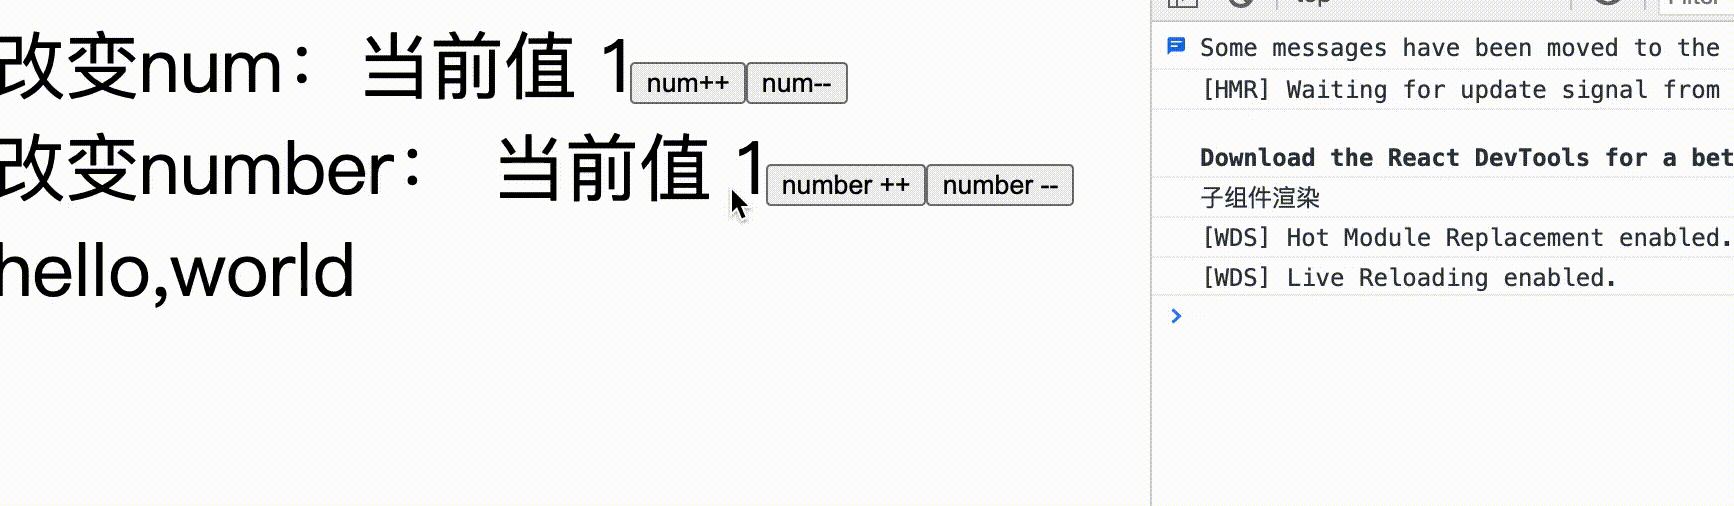 改变num：当前值 1 num++ num--
改变number： 当前值 1 number ++ number --
hello,world
Some messages have been moved to the
[HMR] Waiting for update signal from
Download the React DevTools for a bet
子组件渲染
[WDS] Hot Module Replacement enabled.
[WDS] Live Reloading enabled.